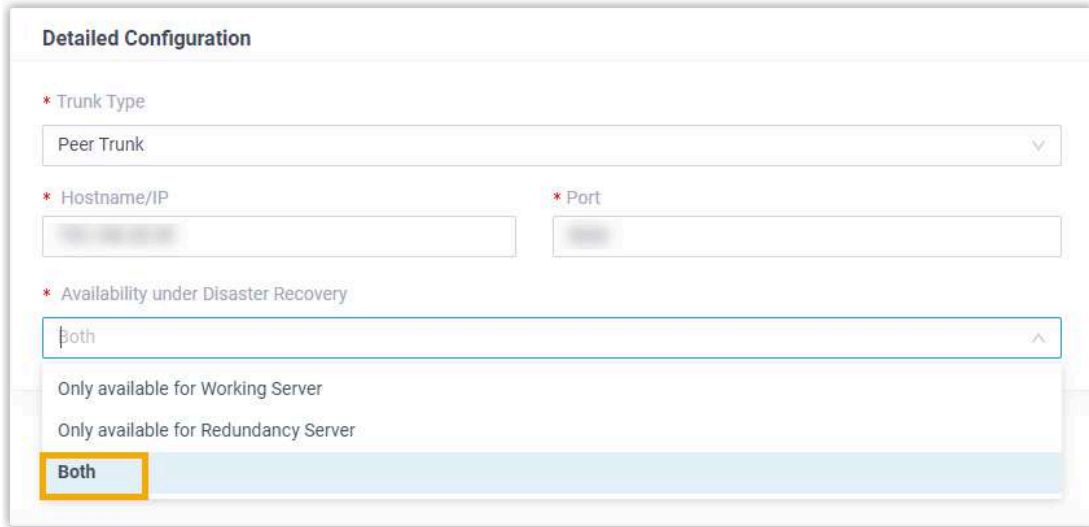 Detailed Configuration
* Trunk Type
Peer Trunk
* Hostname/IP
* Port
* Availability under Disaster Recovery
Both
Only available for Working Server
Only available for Redundancy Server
Both